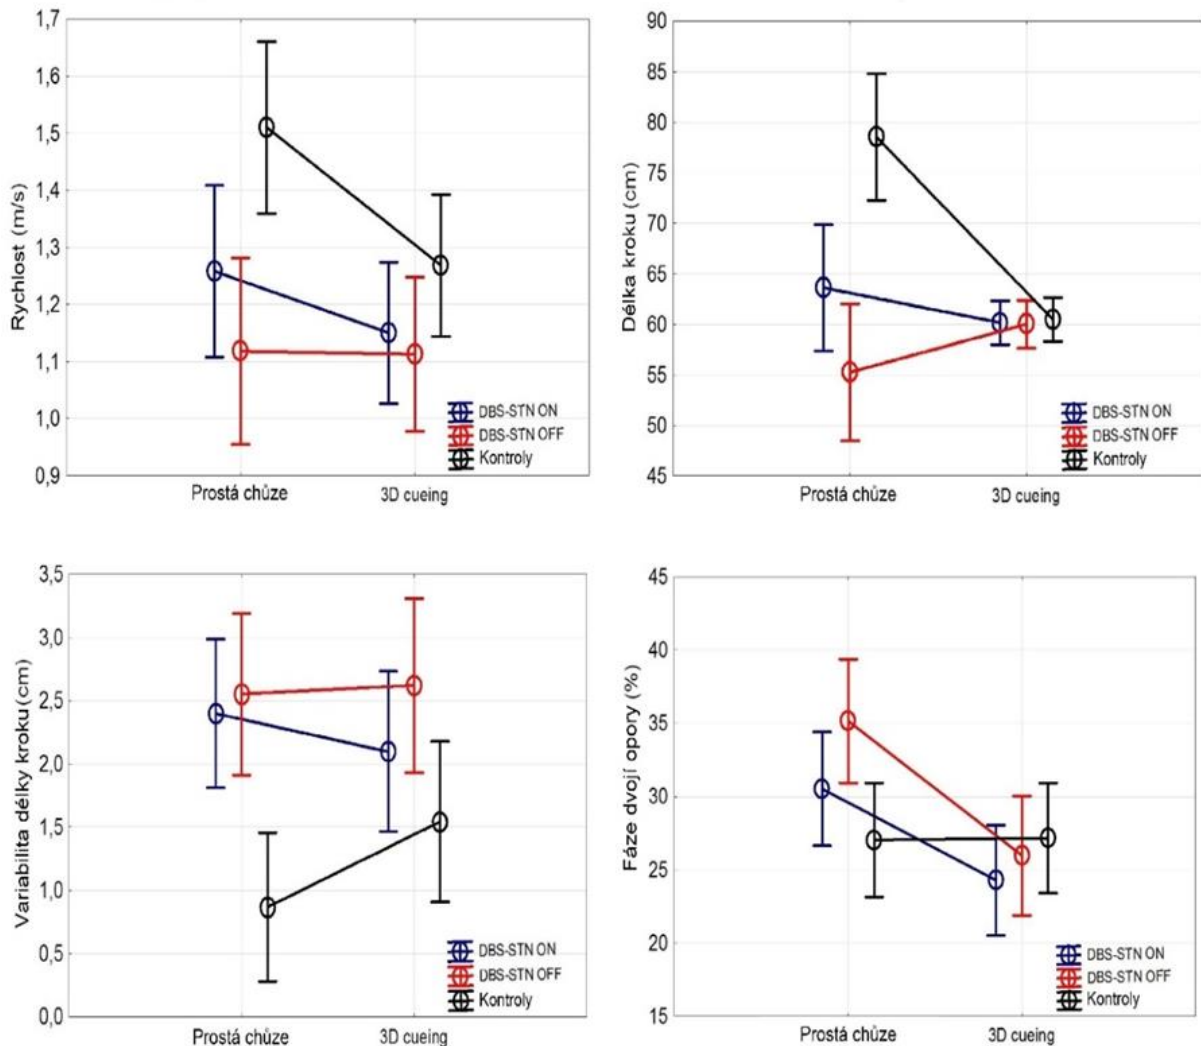 Rychlost (m/s)
1,7
1,6
1,5
1,4
1,3
1,2
1,1
1,0
0,9
Prostá chůze 3D cueing
DBS-STN ON
DBS-STN OFF
Kontroly
Délka kroku (cm)
90
85
80
75
70
65
60
55
50
45
Prostá chůze 3D cueing
DBS-STN ON
DBS-STN OFF
Kontroly
Variabilita délky kroku (cm)
3,5
3,0
2,5
2,0
1,5
1,0
0,5
0,0
Prostá chůze 3D cueing
DBS-STN ON
DBS-STN OFF
Kontroly
Fáze dvojí opory (%)
45
40
35
30
25
20
15
Prostá chůze 3D cueing
DBS-STN ON
DBS-STN OFF
Kontroly